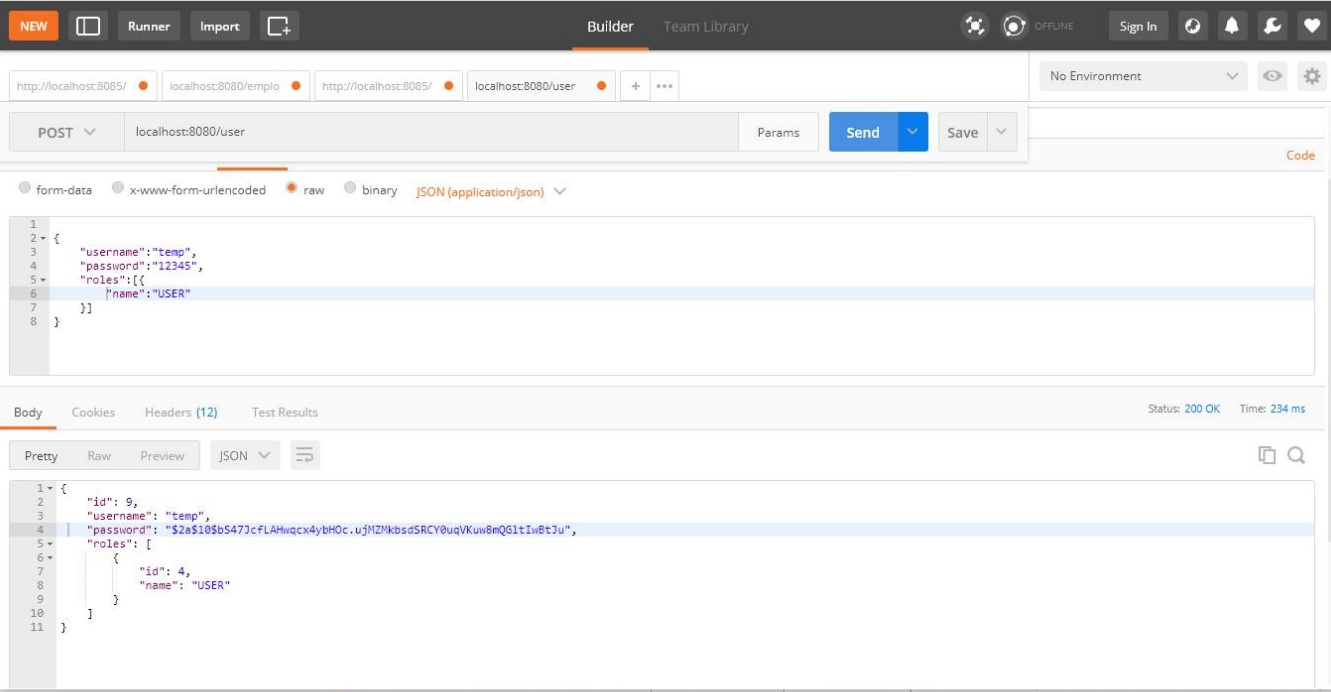 NEW Runner Import Builder Team Library OFFLINE Sign In
http://localhost:8085/ localhost:8080/emplo http://localhost:8085/ localhost:8080/user + ••• No Environment
POST localhost:8080/user Params Send Save
Code
form-data x-www-form-urlencoded raw binary JSON (application/json)
1
2 {
3 "username":"temp",
4 "password":"12345",
5 "roles":[{
6 "name":"USER"
7 }]
8 }
Body Cookies Headers (12) Test Results Status: 200 OK Time: 234 ms
Pretty Raw Preview JSON
1 {
2 "id": 9,
3 "username": "temp",
4 "password": "$2a$10$bS47JcfLAHwqcx4ybHOc.ujMZMkbsdSRCY0uqVKuw8mQGltIwBtJu",
5 "roles": [
6 {
7 "id": 4,
8 "name": "USER"
9 }
10 ]
11 }